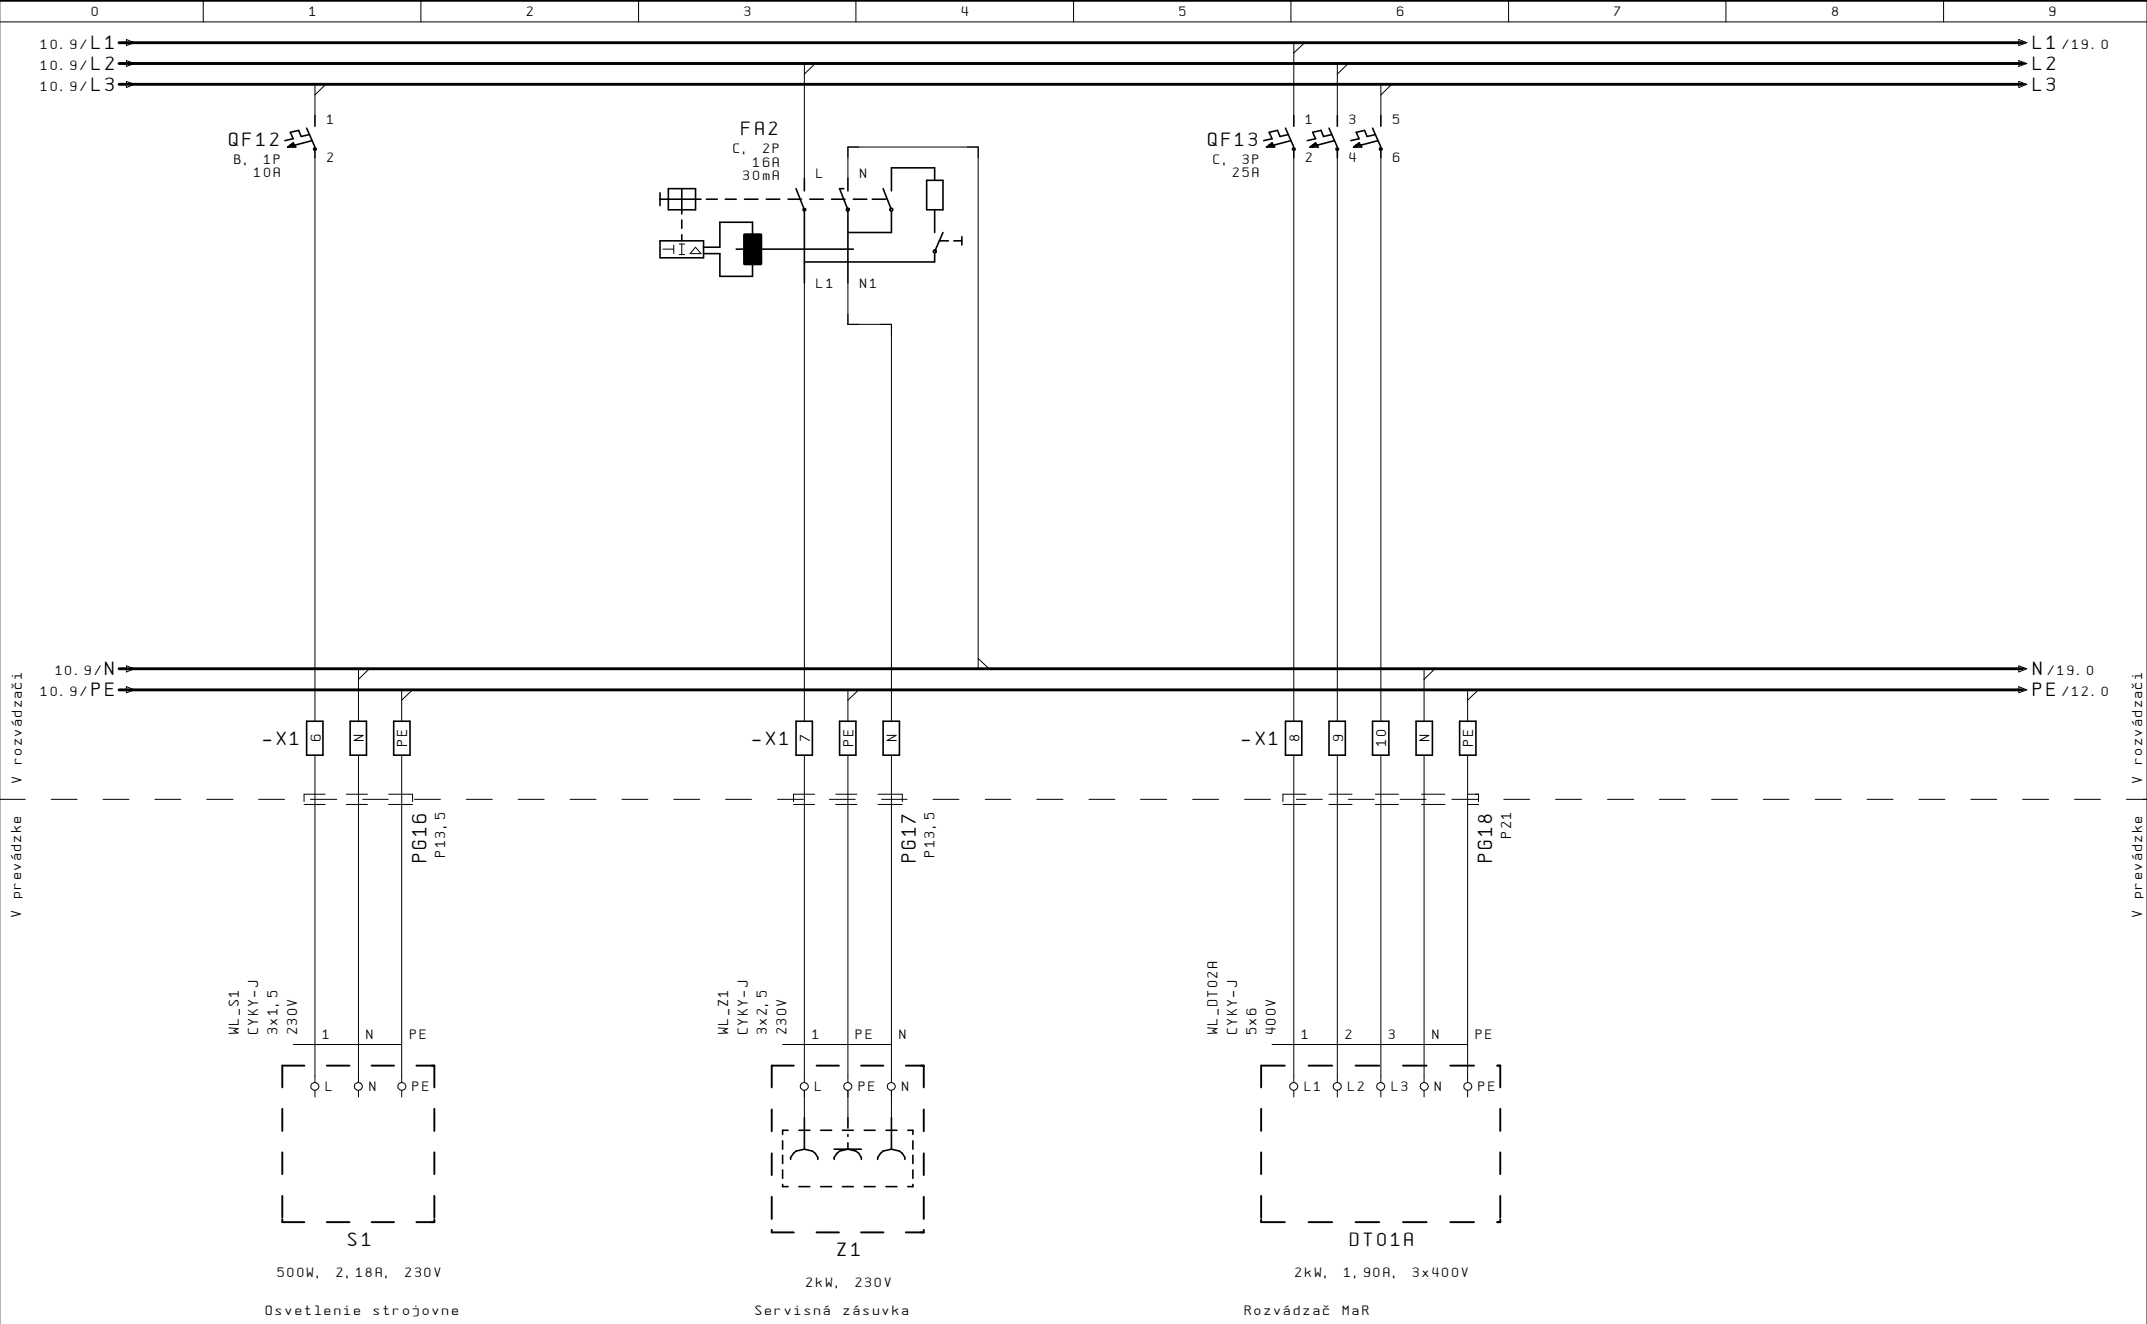 0 1 2 3 4 5 6 7 8 9
10.9/L1 L1/19.0
10.9/L2 L2
10.9/L3 L3
QF12
B, 1P
10A
1
2
FA2
C, 2P
16A
30mA
L N
L1 N1
QF13
C, 3P
25A
1 3 5
2 4 6
10.9/N N/19.0
10.9/PE PE/12.0
V rozvádzači
V prevádzke
V rozvádzači
V prevádzke
-X1 6 N PE
-X1 7 PE N
-X1 8 9 10 N PE
PG16
P13,5
PG17
P13,5
PG18
P21
WL_S1
CYKY-J
3x1,5
230V
1 N PE
WL_Z1
CYKY-J
3x2,5
230V
1 PE N
WL_DT02A
CYKY-J
5x6
400V
1 2 3 N PE
L N PE
L PE N
L1 L2 L3 N PE
S1
500W, 2,18A, 230V
Osvetlenie strojovne
Z1
2kW, 230V
Servisná zásuvka
DT01A
2kW, 1,90A, 3x400V
Rozvádzač MaR